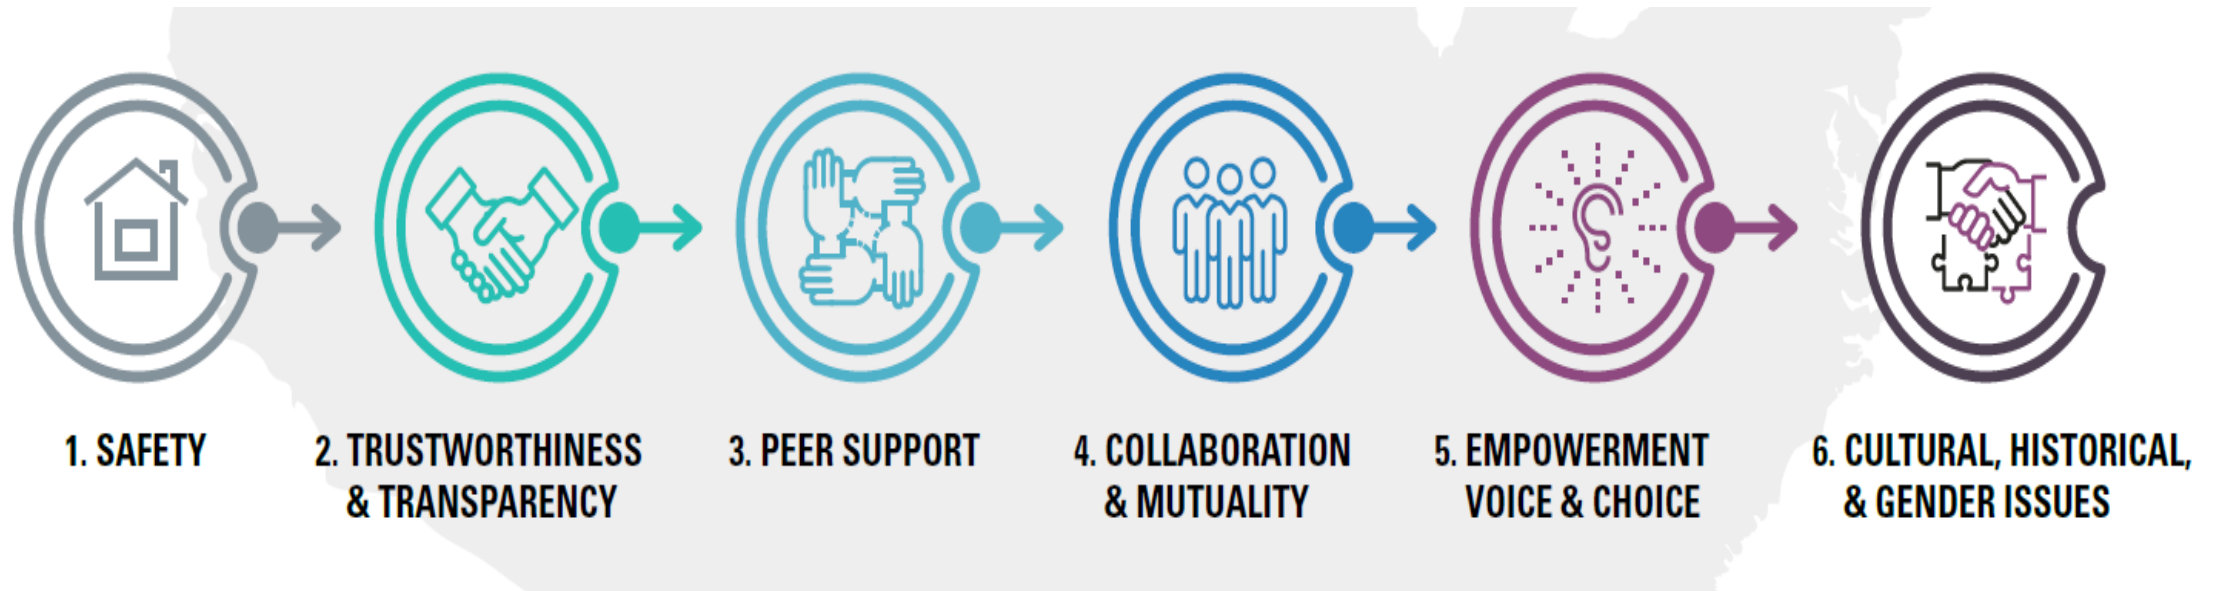 1. SAFETY
2. TRUSTWORTHINESS
& TRANSPARENCY
3. PEER SUPPORT
4. COLLABORATION
& MUTUALITY
5. EMPOWERMENT
VOICE & CHOICE
6. CULTURAL, HISTORICAL,
& GENDER ISSUES